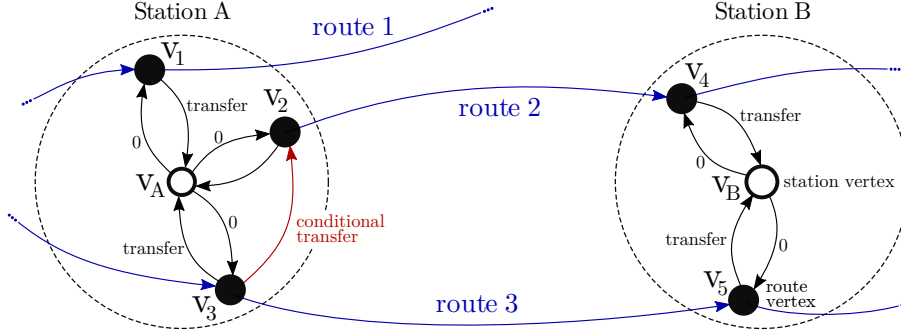 Station A
Station B
route 1
V1
transfer
V2
0
0
route 2
V4
transfer
0
VA
VB
station vertex
0
transfer
conditional
transfer
transfer
0
V3
route 3
V5
route
vertex